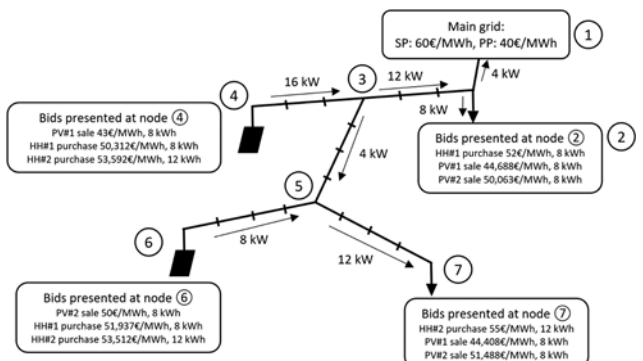 Main grid:
SP: 60€/MWh, PP: 40€/MWh
①
4 kW
16 kW
③
12 kW
④
8 kW
Bids presented at node ④
PV#1 sale 43€/MWh, 8 kWh
HH#1 purchase 50,312€/MWh, 8 kWh
HH#2 purchase 53,592€/MWh, 12 kWh
Bids presented at node ②
HH#1 purchase 52€/MWh, 8 kWh
PV#1 sale 44,688€/MWh, 8 kWh
PV#2 sale 50,063€/MWh, 8 kWh
②
4 kW
⑤
⑥
8 kW
12 kW
⑦
Bids presented at node ⑥
PV#2 sale 50€/MWh, 8 kWh
HH#1 purchase 51,937€/MWh, 8 kWh
HH#2 purchase 53,512€/MWh, 12 kWh
Bids presented at node ⑦
HH#2 purchase 55€/MWh, 12 kWh
PV#1 sale 44,408€/MWh, 8 kWh
PV#2 sale 51,488€/MWh, 8 kWh